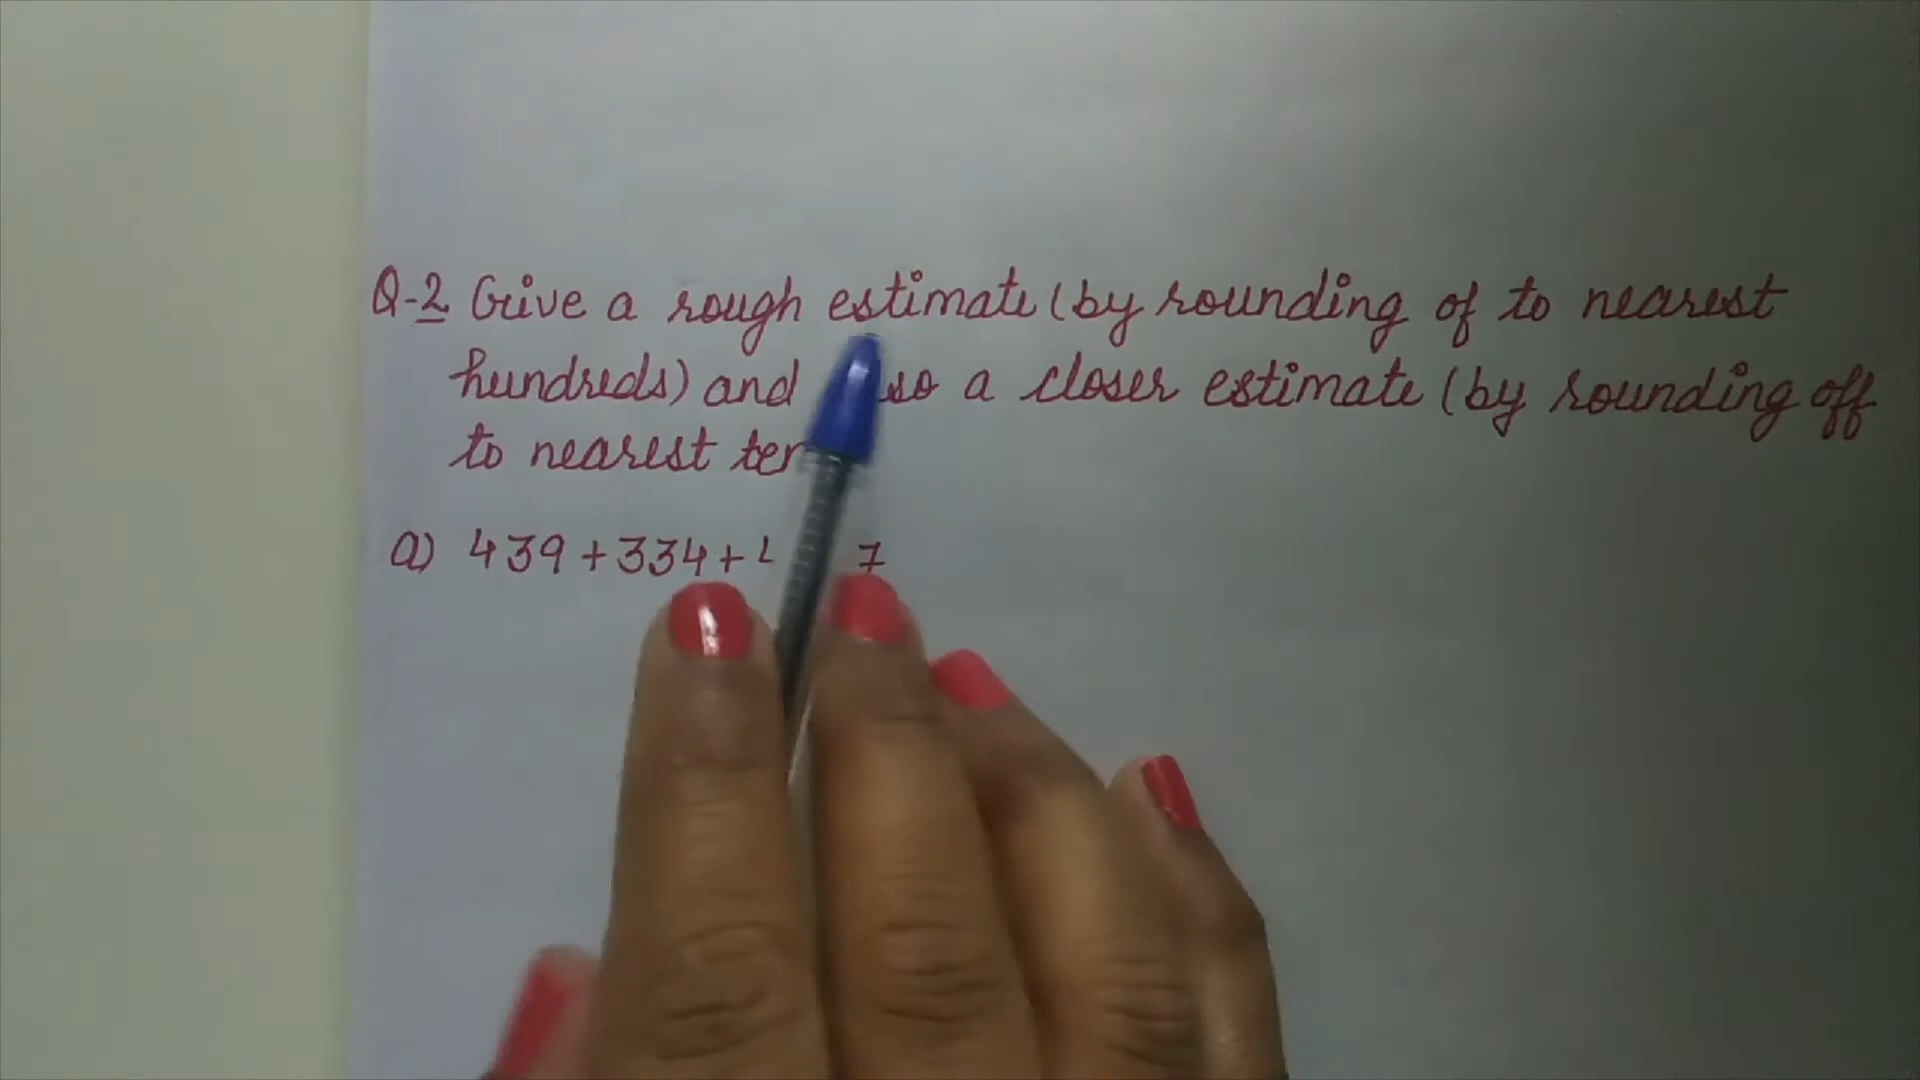 Q-2 Give a rough estimate (by rounding of to nearest
hundreds) and a closer estimate (by rounding off
to nearest
a) 439 + 334 +